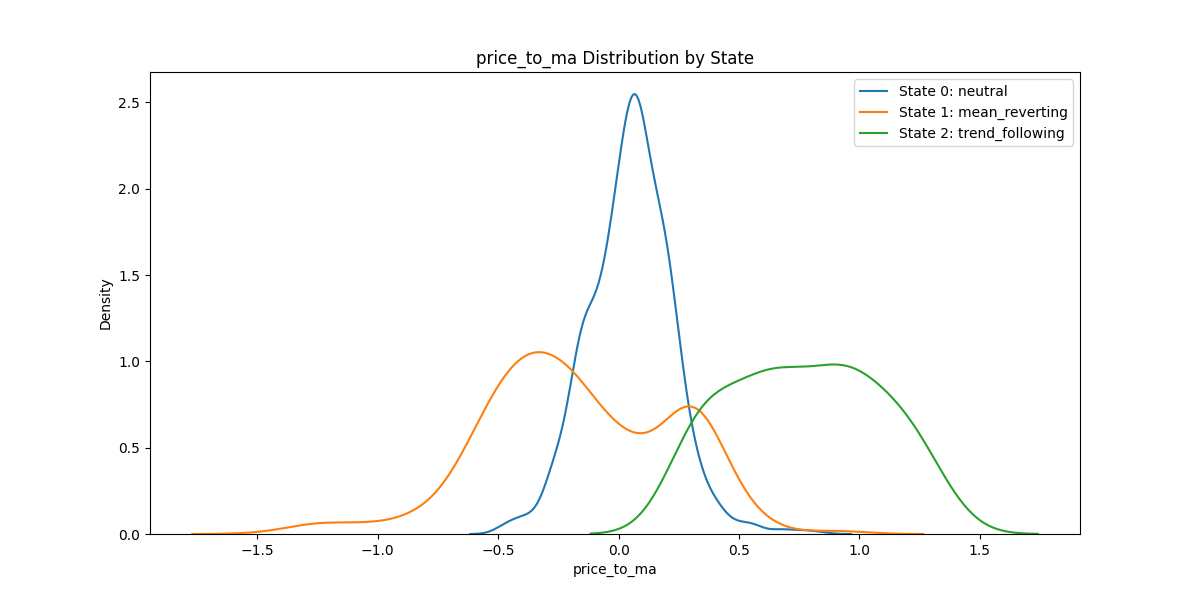 price_to_ma Distribution by State
State 0: neutral
State 1: mean_reverting
State 2: trend_following
Density
2.5
2.0
1.5
1.0
0.5
0.0
−1.5
−1.0
−0.5
0.0
0.5
1.0
1.5
price_to_ma